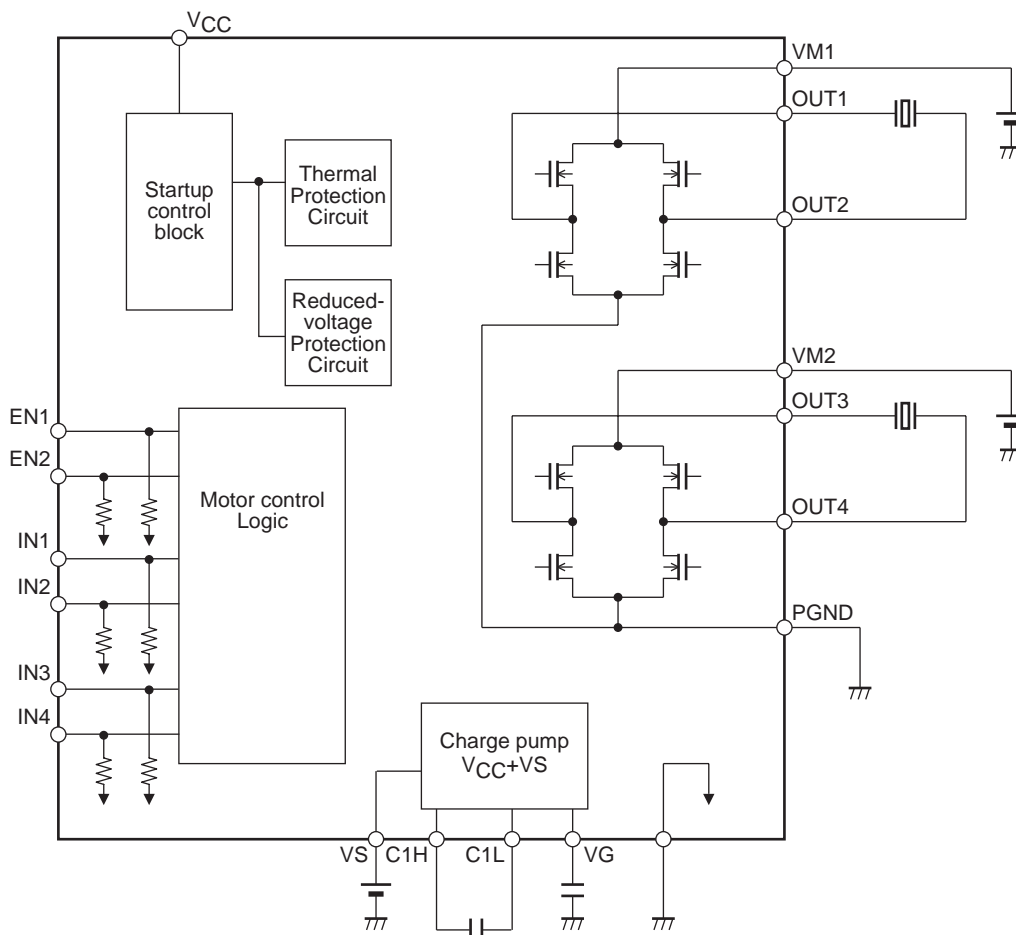 VCC
VM1
OUT1
Startup
control
block
Thermal
Protection
Circuit
OUT2
Reduced-
voltage
Protection
Circuit
VM2
OUT3
EN1
EN2
Motor control
Logic
OUT4
IN1
IN2
PGND
IN3
IN4
Charge pump
VCC+VS
VS
C1H
C1L
VG